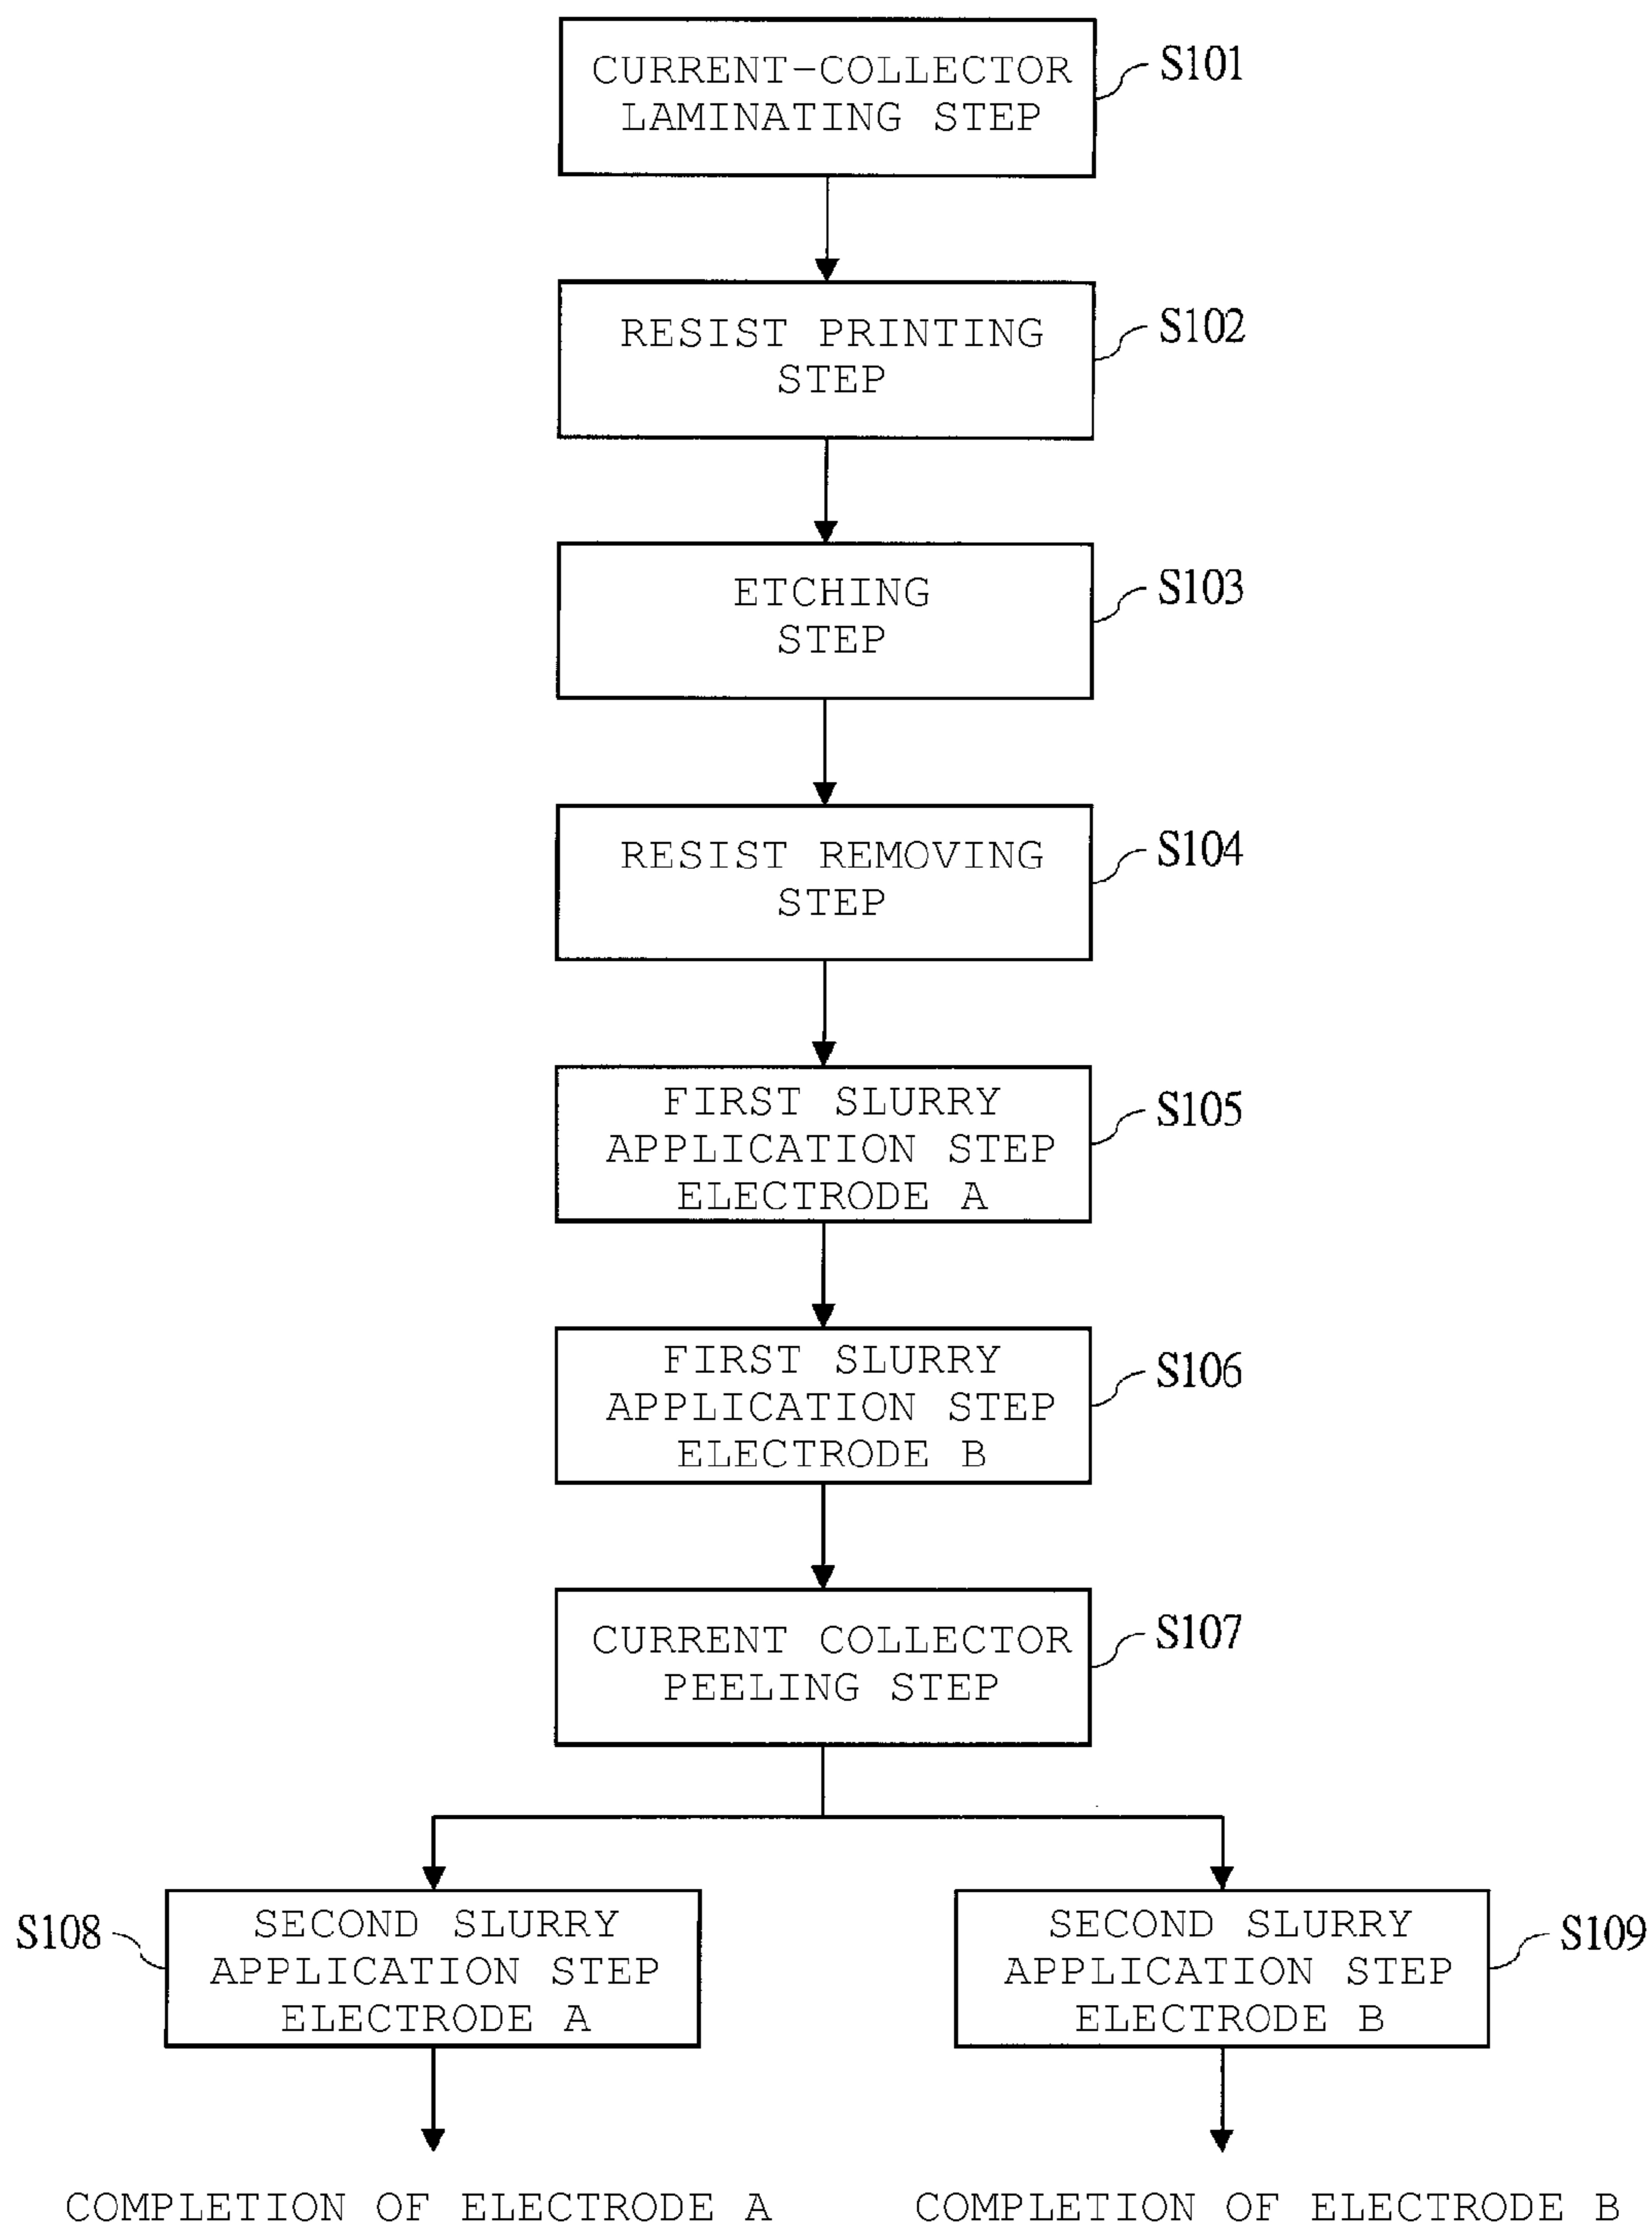 CURRENT-COLLECTOR
LAMINATING STEP
S101
RESIST PRINTING
STEP
S102
ETCHING
STEP
S103
RESIST REMOVING
STEP
S104
FIRST SLURRY
APPLICATION STEP
ELECTRODE A
S105
FIRST SLURRY
APPLICATION STEP
ELECTRODE B
S106
CURRENT COLLECTOR
PEELING STEP
S107
S108
SECOND SLURRY
APPLICATION STEP
ELECTRODE A
SECOND SLURRY
APPLICATION STEP
ELECTRODE B
S109
COMPLETION OF ELECTRODE A
COMPLETION OF ELECTRODE B